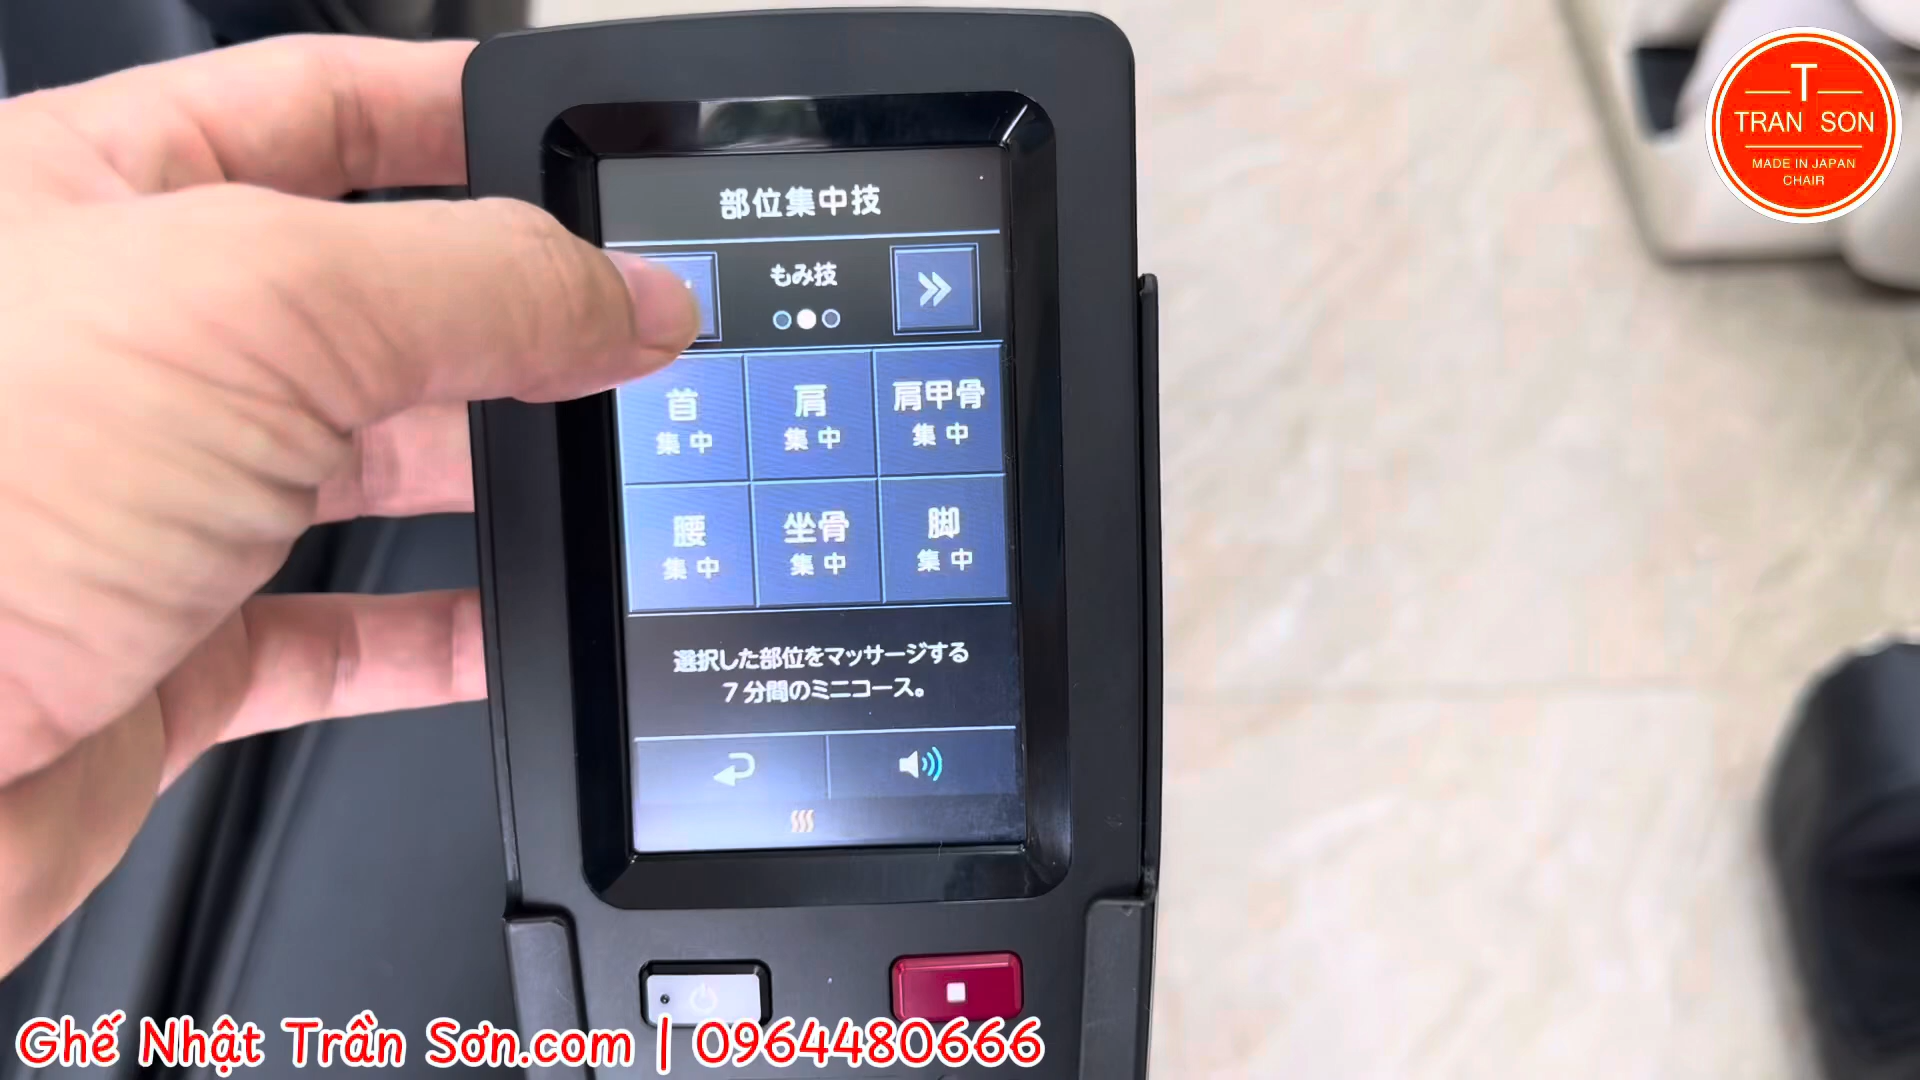 部位集中技
もみ技
首
集中
肩
集中
肩甲骨
集中
腰
集中
坐骨
集中
脚
集中
選択した部位をマッサージする
7分間のミニコース。
T
TRAN SON
MADE IN JAPAN
CHAIR
Ghế Nhật Trần Sơn.com | 0964480666